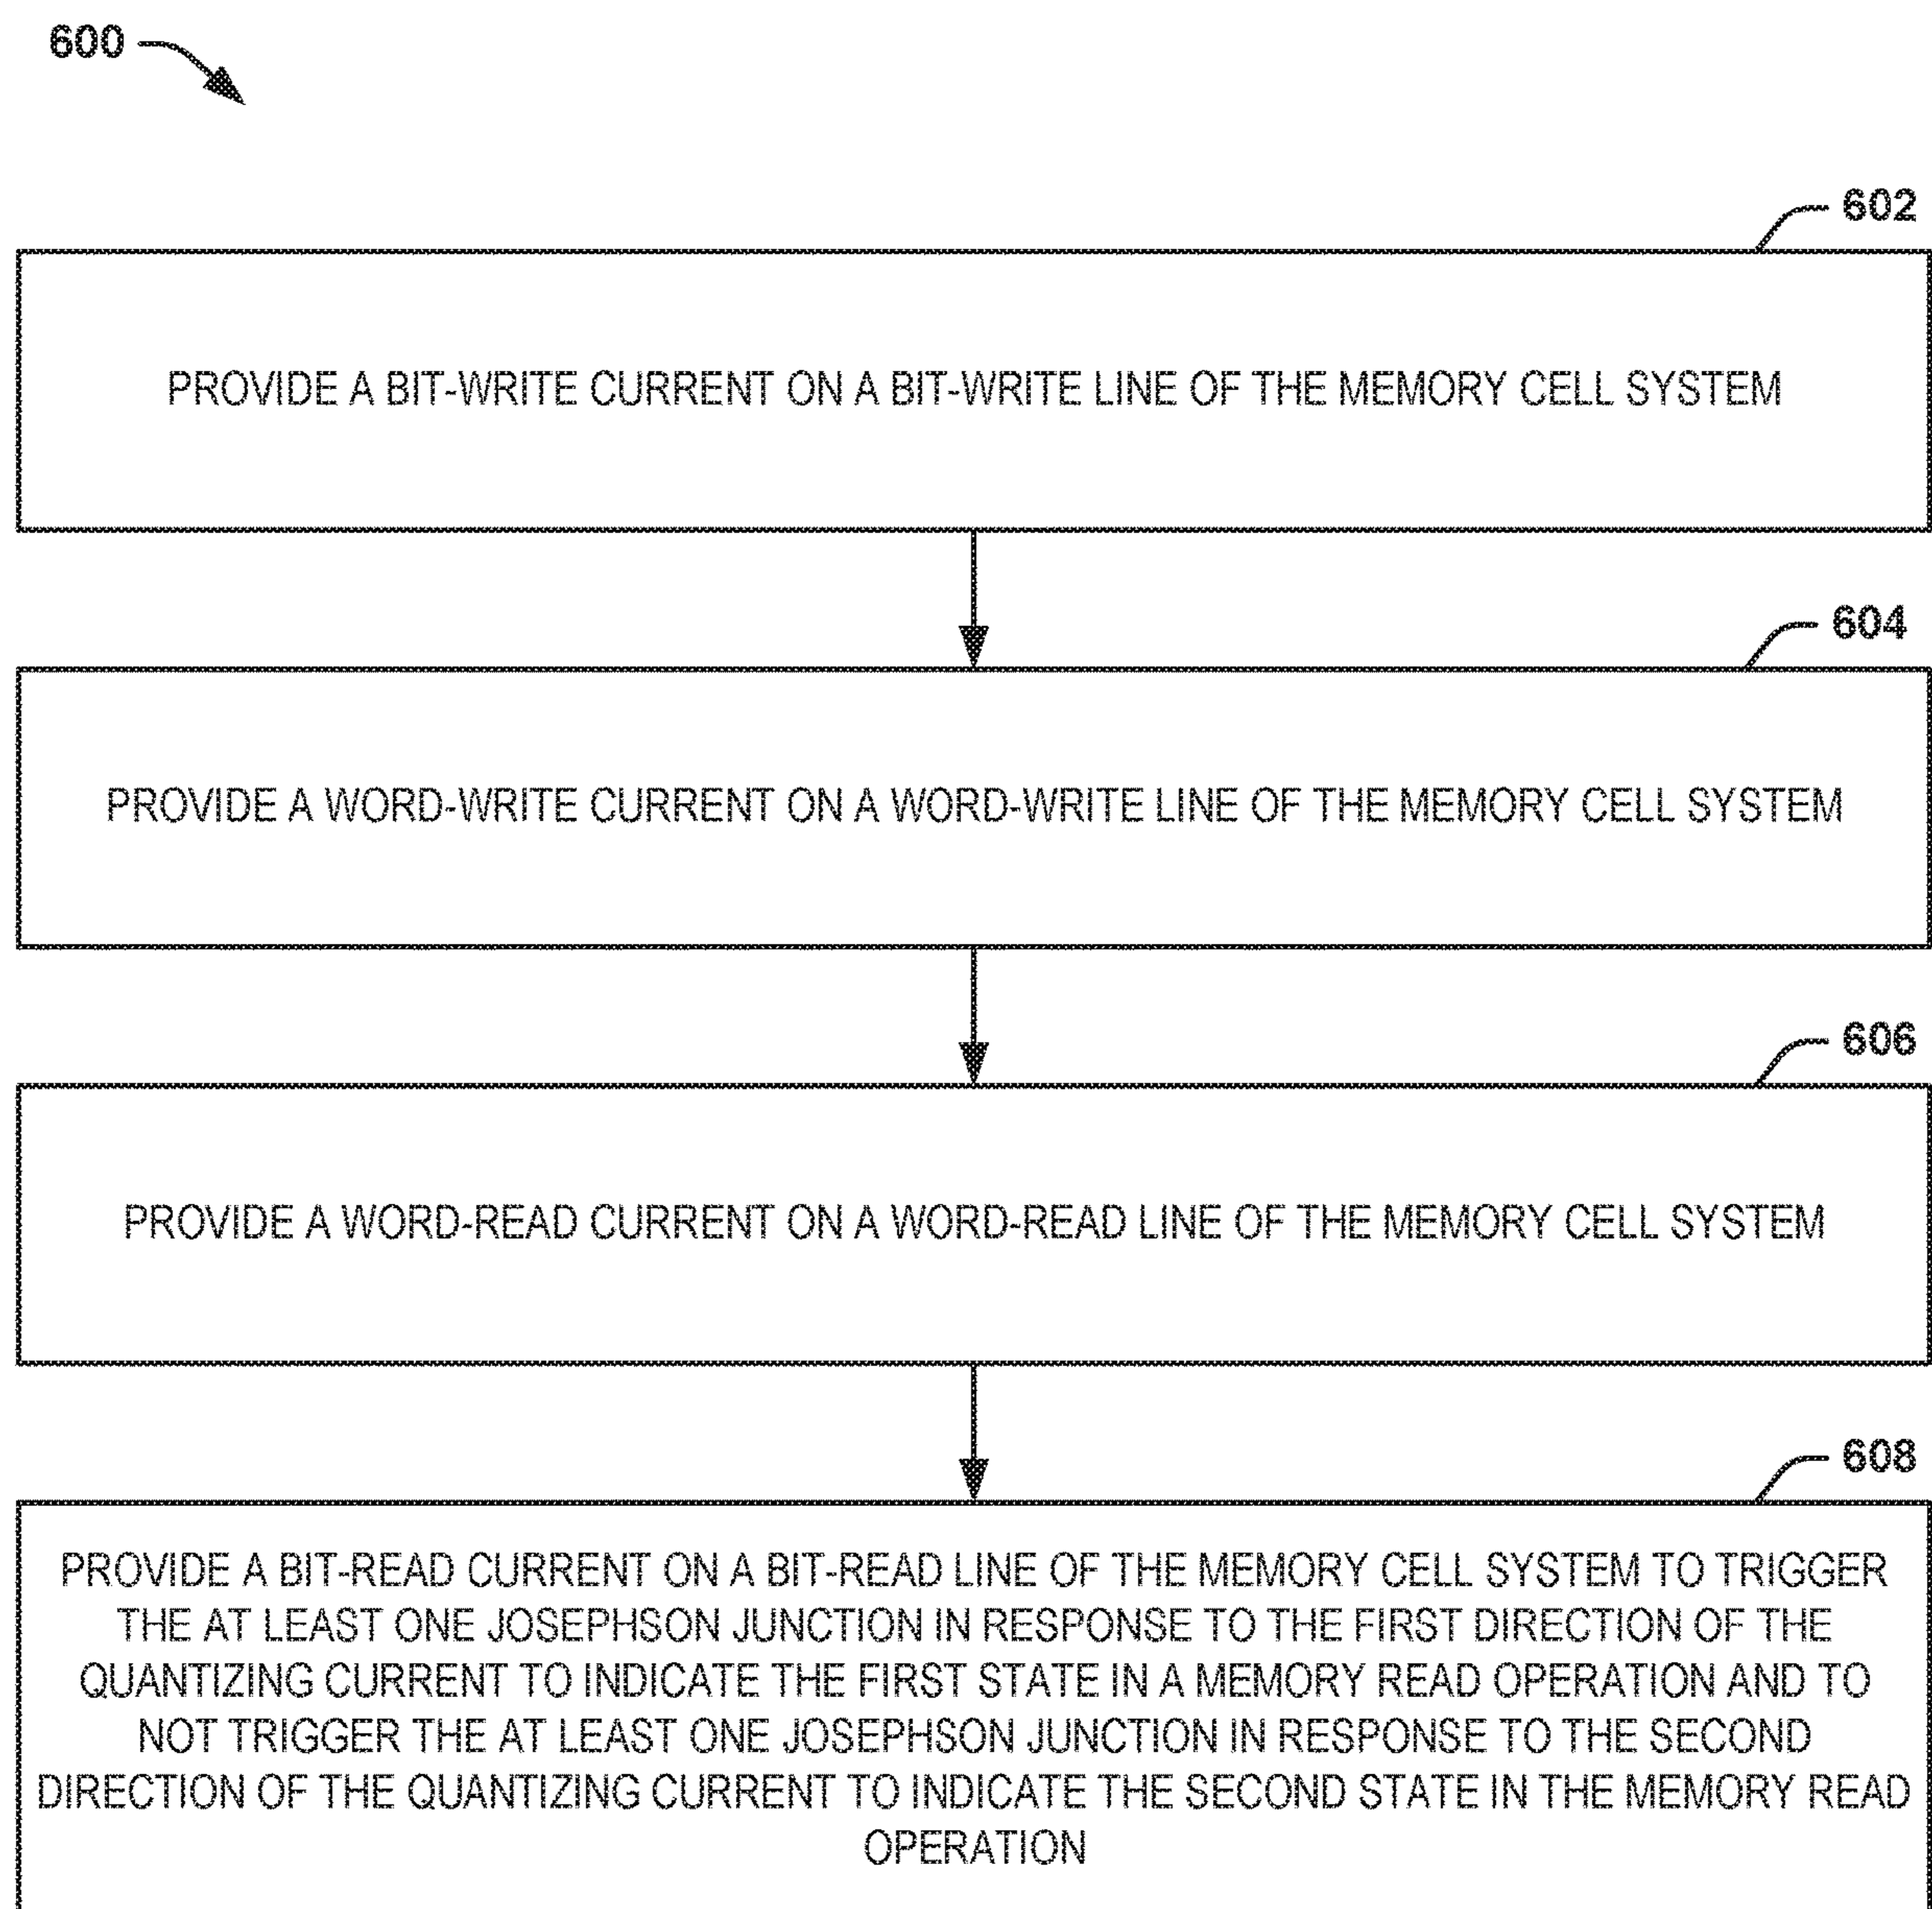 600
602
PROVIDE A BIT-WRITE CURRENT ON A BIT-WRITE LINE OF THE MEMORY CELL SYSTEM
604
PROVIDE A WORD-WRITE CURRENT ON A WORD-WRITE LINE OF THE MEMORY CELL SYSTEM
606
PROVIDE A WORD-READ CURRENT ON A WORD-READ LINE OF THE MEMORY CELL SYSTEM
608
PROVIDE A BIT-READ CURRENT ON A BIT-READ LINE OF THE MEMORY CELL SYSTEM TO TRIGGER
THE AT LEAST ONE JOSEPHSON JUNCTION IN RESPONSE TO THE FIRST DIRECTION OF THE
QUANTIZING CURRENT TO INDICATE THE FIRST STATE IN A MEMORY READ OPERATION AND TO
NOT TRIGGER THE AT LEAST ONE JOSEPHSON JUNCTION IN RESPONSE TO THE SECOND
DIRECTION OF THE QUANTIZING CURRENT TO INDICATE THE SECOND STATE IN THE MEMORY READ
OPERATION